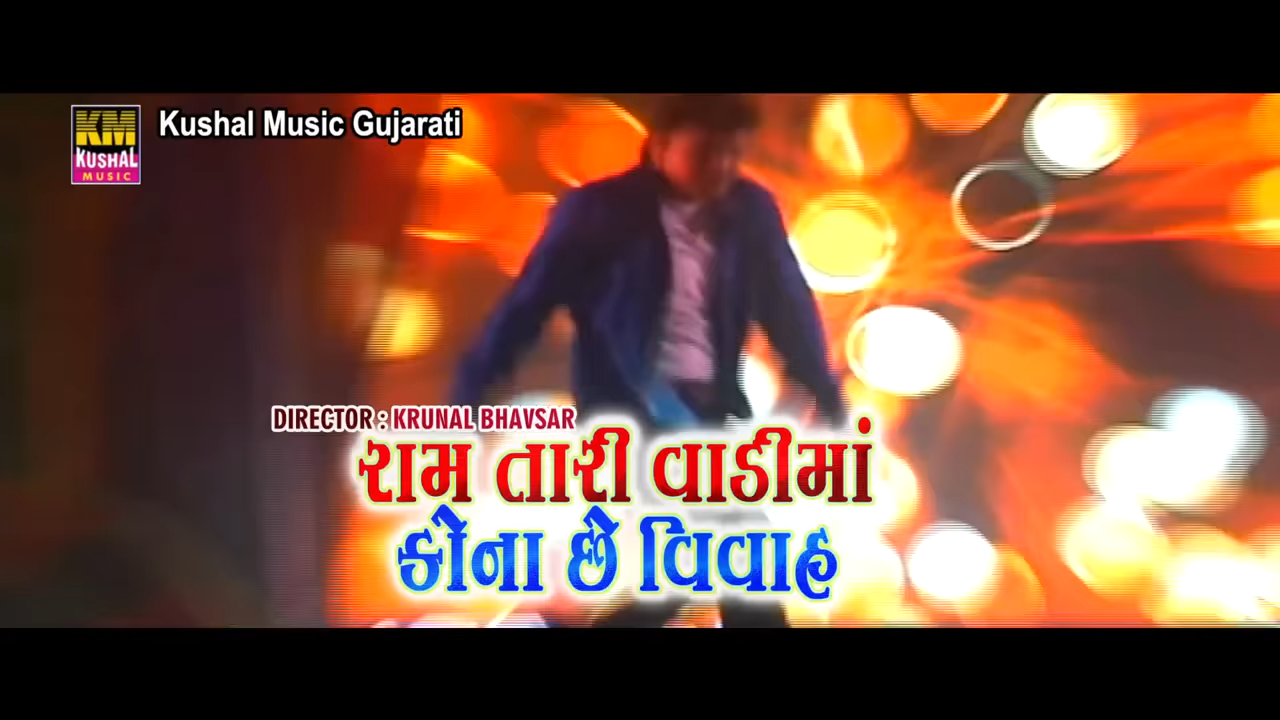 KM
KUSHAL
MUSIC
Kushal Music Gujarati
DIRECTOR : KRUNAL BHAVSAR
રામ તારી વાડીમાં
કોના છે વિવાહ